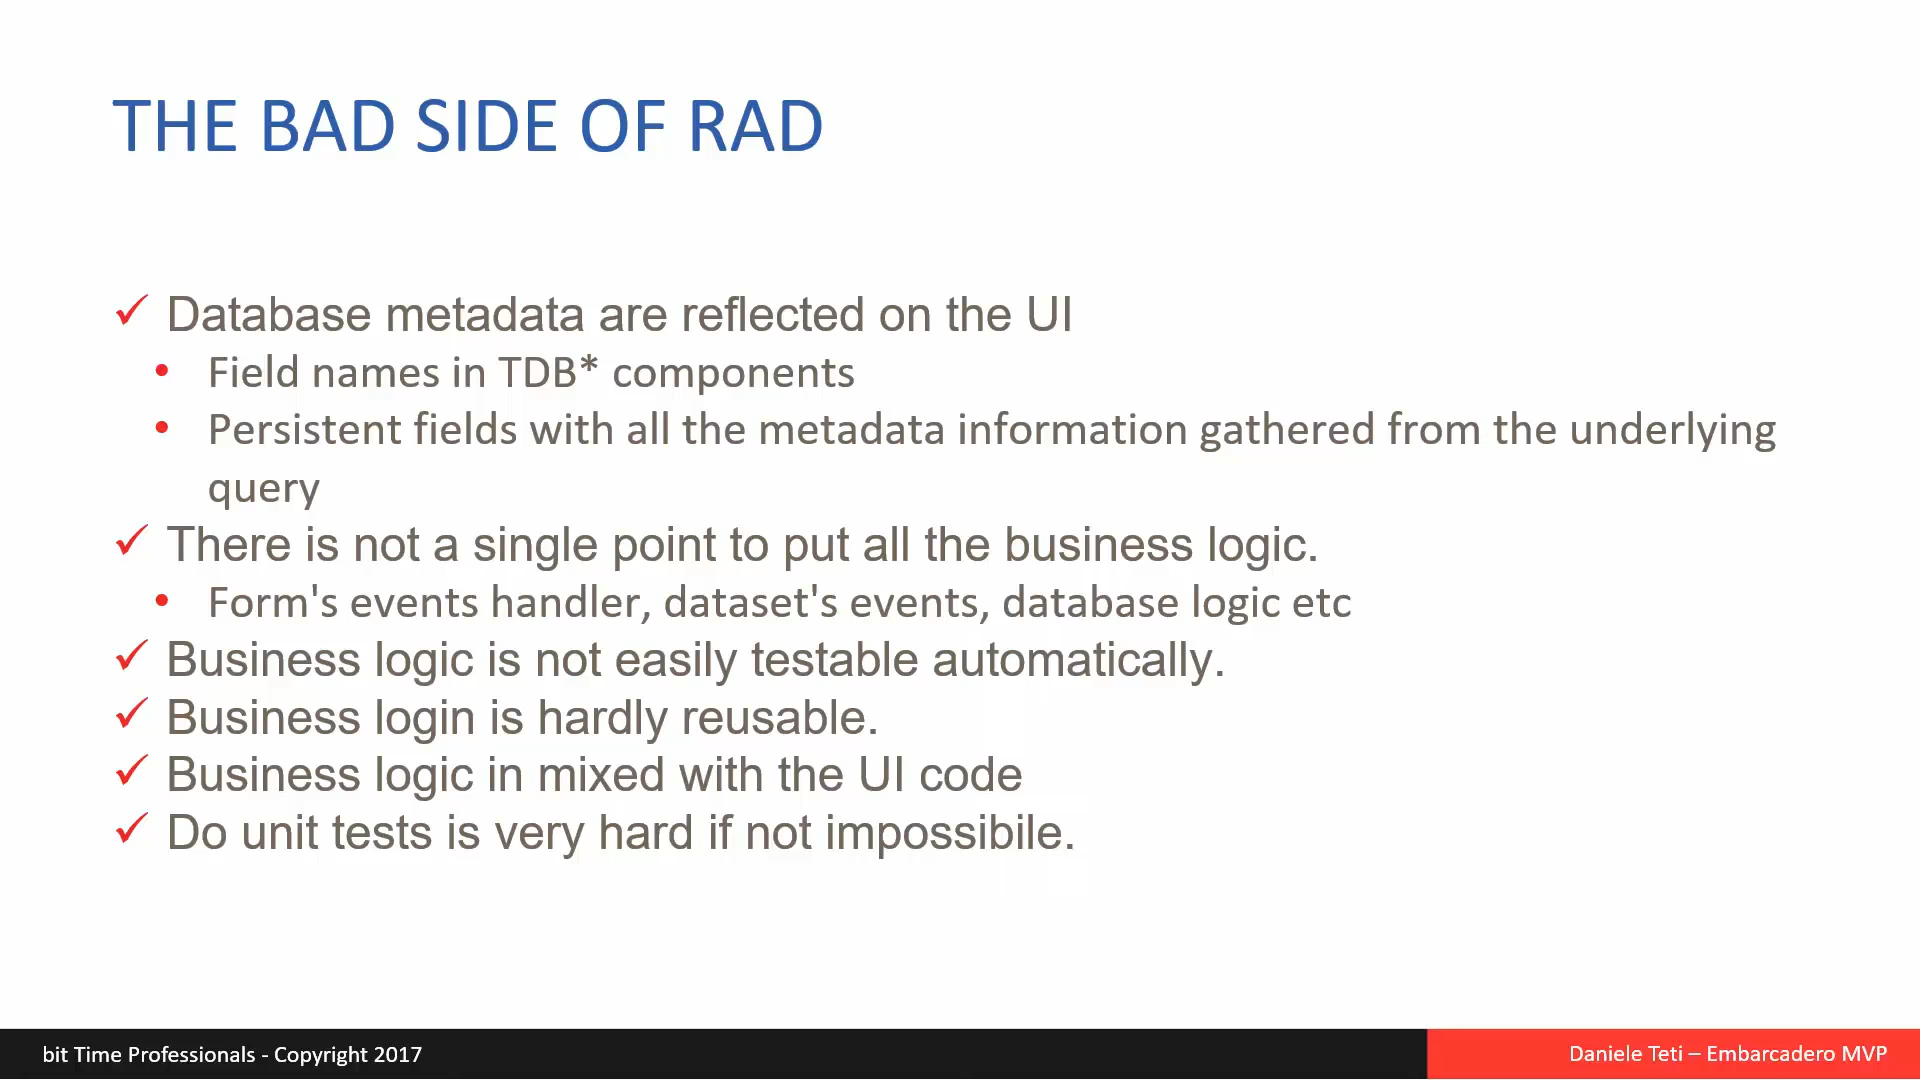 THE BAD SIDE OF RAD
✓ Database metadata are reflected on the UI
• Field names in TDB* components
• Persistent fields with all the metadata information gathered from the underlying
query
✓ There is not a single point to put all the business logic.
• Form's events handler, dataset's events, database logic etc
✓ Business logic is not easily testable automatically.
✓ Business login is hardly reusable.
✓ Business logic in mixed with the UI code
✓ Do unit tests is very hard if not impossibile.
bit Time Professionals - Copyright 2017
Daniele Teti – Embarcadero MVP